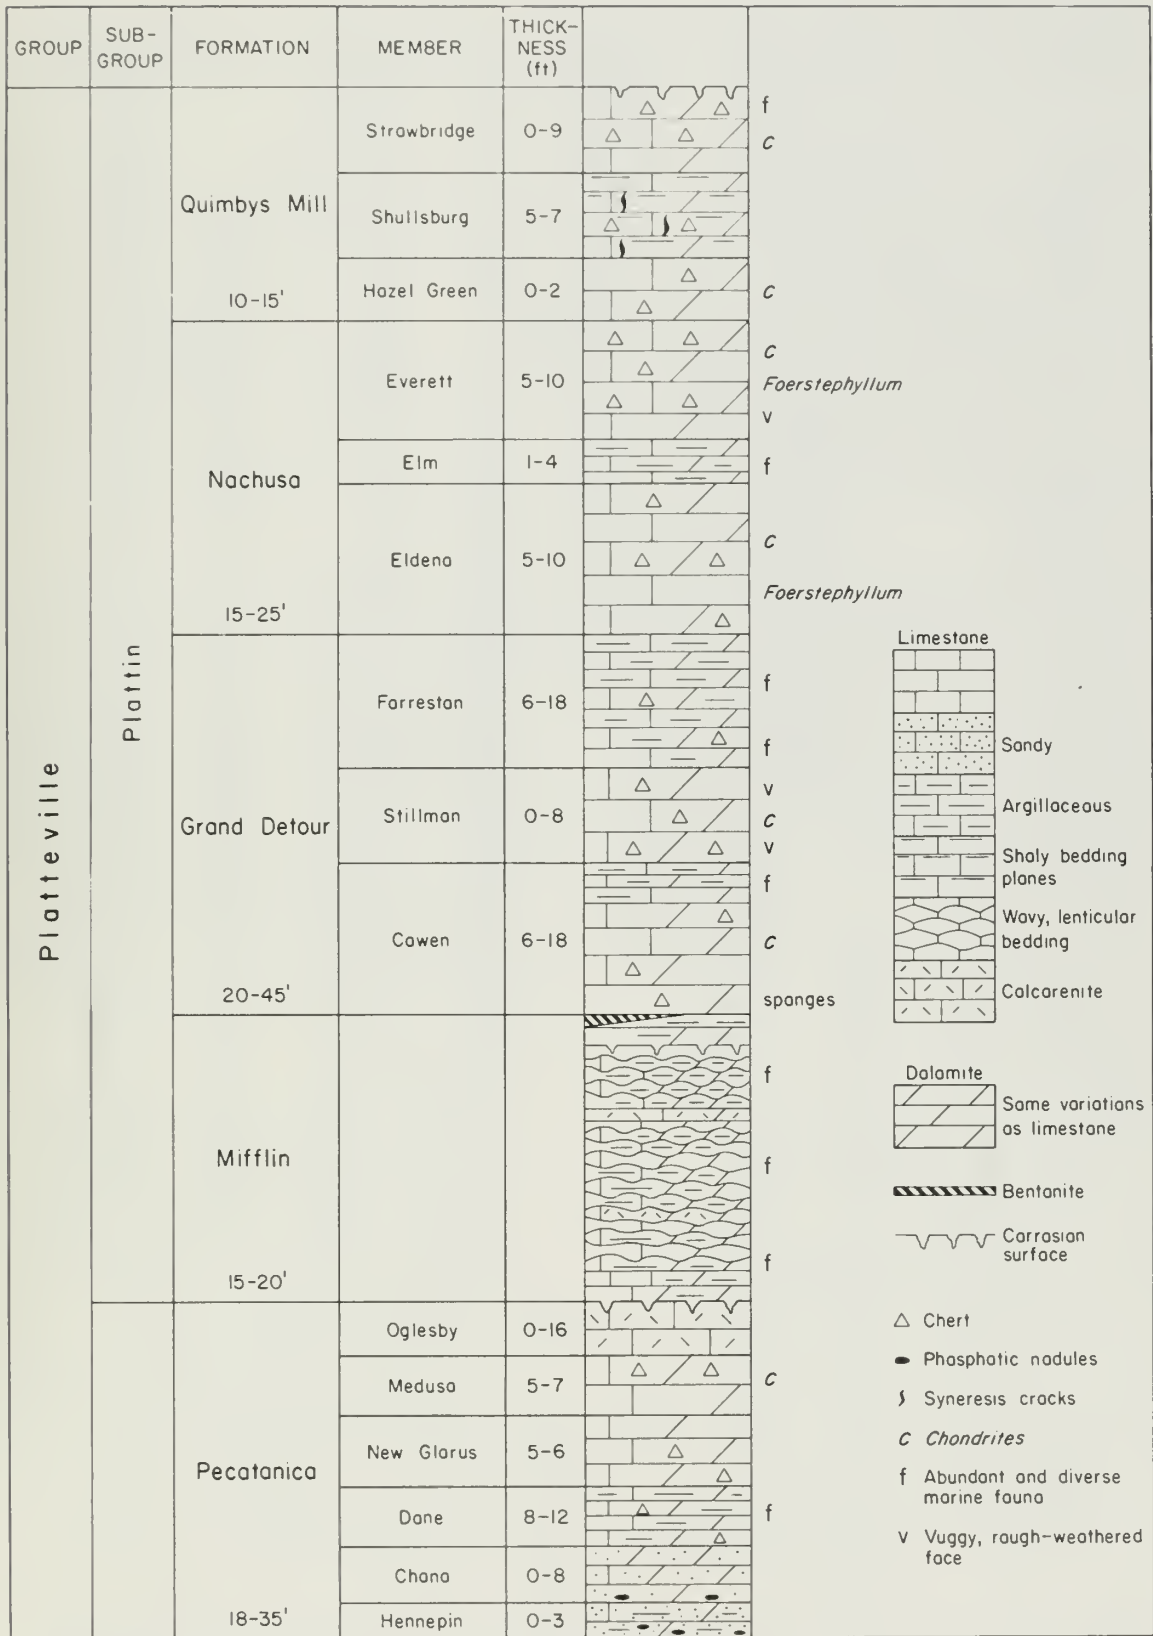 GROUP
SUB-
GROUP
FORMATION
MEMBER
THICK-
NESS
(ft)
Platteville
Plattin
Quimbys Mill
10-15'
Strawbridge
0-9
f
C
Shullsburg
5-7
Hazel Green
0-2
C
Nachusa
15-25'
Everett
5-10
C
Foerstephyllum
v
Elm
1-4
f
Eldena
5-10
C
Foerstephyllum
Grand Detour
20-45'
Forreston
6-18
f
f
Stillman
0-8
v
C
v
Cowen
6-18
f
C
sponges
Mifflin
15-20'
f
f
f
Pecatonica
18-35'
Oglesby
0-16
Medusa
5-7
C
New Glarus
5-6
Dane
8-12
f
Chana
0-8
Hennepin
0-3
Limestone
Sandy
Argillaceous
Shaly bedding
planes
Wavy, lenticular
bedding
Calcarenite
Dolomite
Same variations
as limestone
Bentonite
Corrosion
surface
Chert
Phosphatic nodules
Syneresis cracks
C Chondrites
f Abundant and diverse
marine fauna
v Vuggy, rough-weathered
face